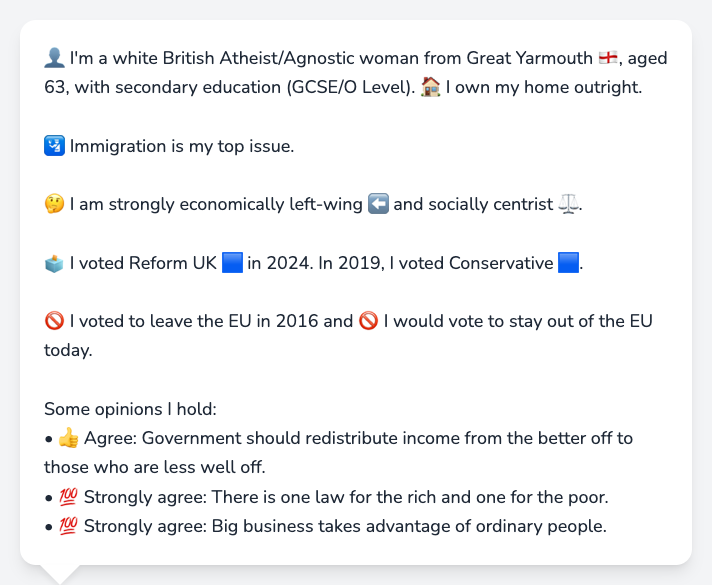 👤 I'm a white British Atheist/Agnostic woman from Great Yarmouth 🏴󠁧󠁢󠁥󠁮󠁧󠁿, aged
63, with secondary education (GCSE/O Level). 🏠 I own my home outright.
🛂 Immigration is my top issue.
🤔 I am strongly economically left-wing ⬅️ and socially centrist ⚖️.
🗳️ I voted Reform UK 🟦 in 2024. In 2019, I voted Conservative 🟦.
🚫 I voted to leave the EU in 2016 and 🚫 I would vote to stay out of the EU
today.
Some opinions I hold:
• 👍 Agree: Government should redistribute income from the better off to
those who are less well off.
• 💯 Strongly agree: There is one law for the rich and one for the poor.
• 💯 Strongly agree: Big business takes advantage of ordinary people.